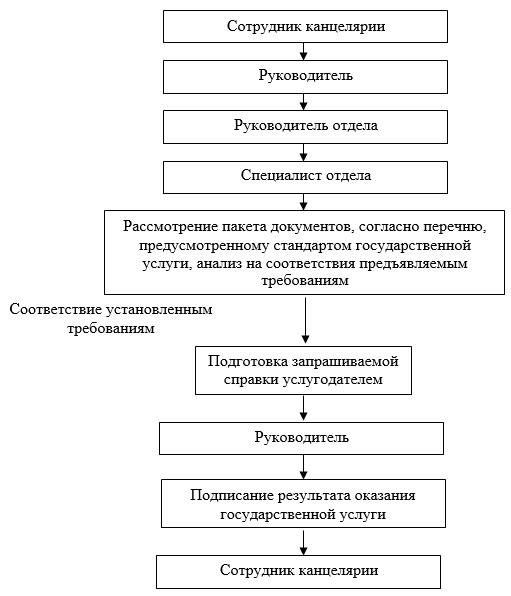 Сотрудник канцелярии
Руководитель
Руководитель отдела
Специалист отдела
Рассмотрение пакета документов, согласно перечню,
предусмотренному стандартом государственной
услуги, анализ на соответствия предъявляемым
требованиям
Соответствие установленным
требованиям
Подготовка запрашиваемой
справки услугодателем
Руководитель
Подписание результата оказания
государственной услуги
Сотрудник канцелярии